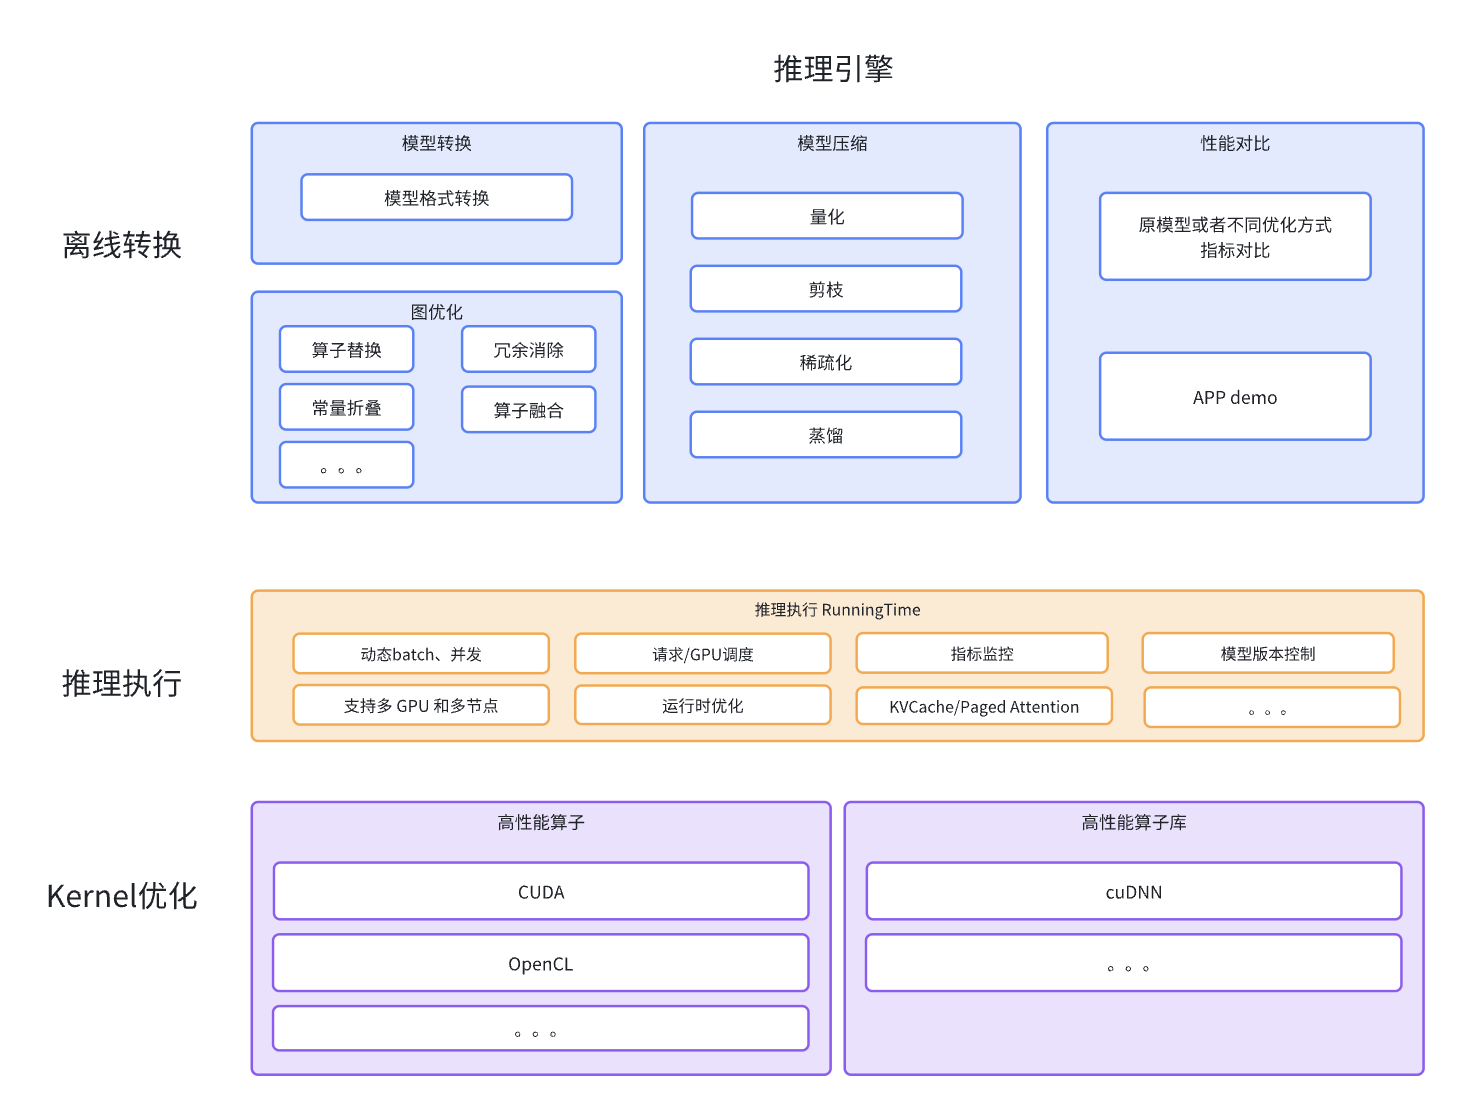 推理引擎
离线转换
模型转换
模型格式转换
图优化
算子替换
冗余消除
常量折叠
算子融合
。。。
模型压缩
量化
剪枝
稀疏化
蒸馏
性能对比
原模型或者不同优化方式
指标对比
APP demo
推理执行
推理执行 RunningTime
动态batch、并发
请求/GPU调度
指标监控
模型版本控制
支持多 GPU 和多节点
运行时优化
KVCache/Paged Attention
。。。
Kernel优化
高性能算子
CUDA
OpenCL
。。。
高性能算子库
cuDNN
。。。